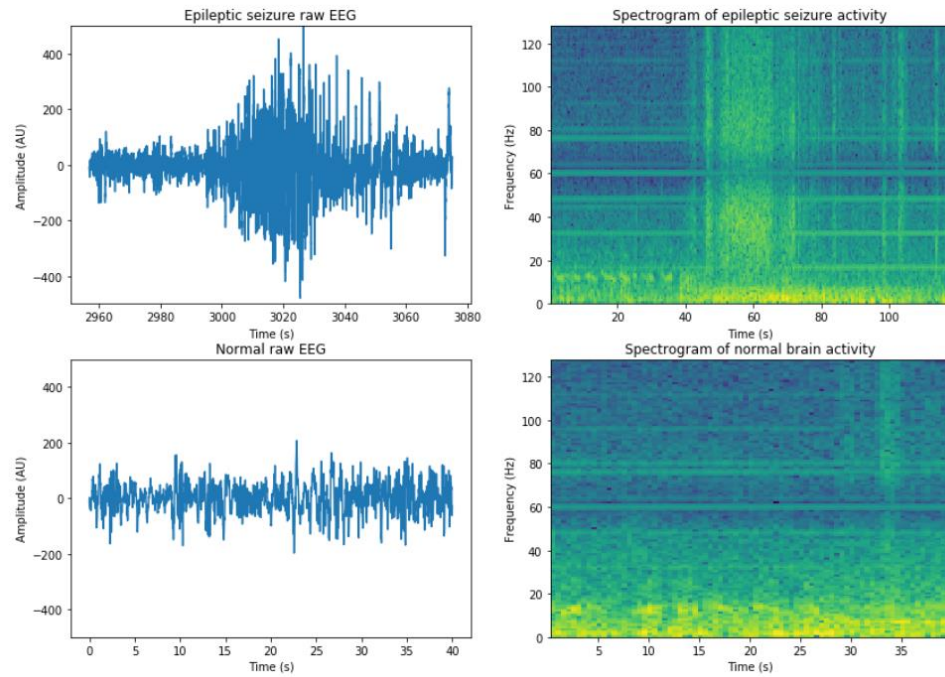 Epileptic seizure raw EEG
Amplitude (AU)
400
200
0
−200
−400
2960 2980 3000 3020 3040 3060 3080
Time (s)
Spectrogram of epileptic seizure activity
Frequency (Hz)
120
100
80
60
40
20
0
20 40 60 80 100
Time (s)
Normal raw EEG
Amplitude (AU)
400
200
0
−200
−400
0 5 10 15 20 25 30 35 40
Time (s)
Spectrogram of normal brain activity
Frequency (Hz)
120
100
80
60
40
20
0
5 10 15 20 25 30 35
Time (s)